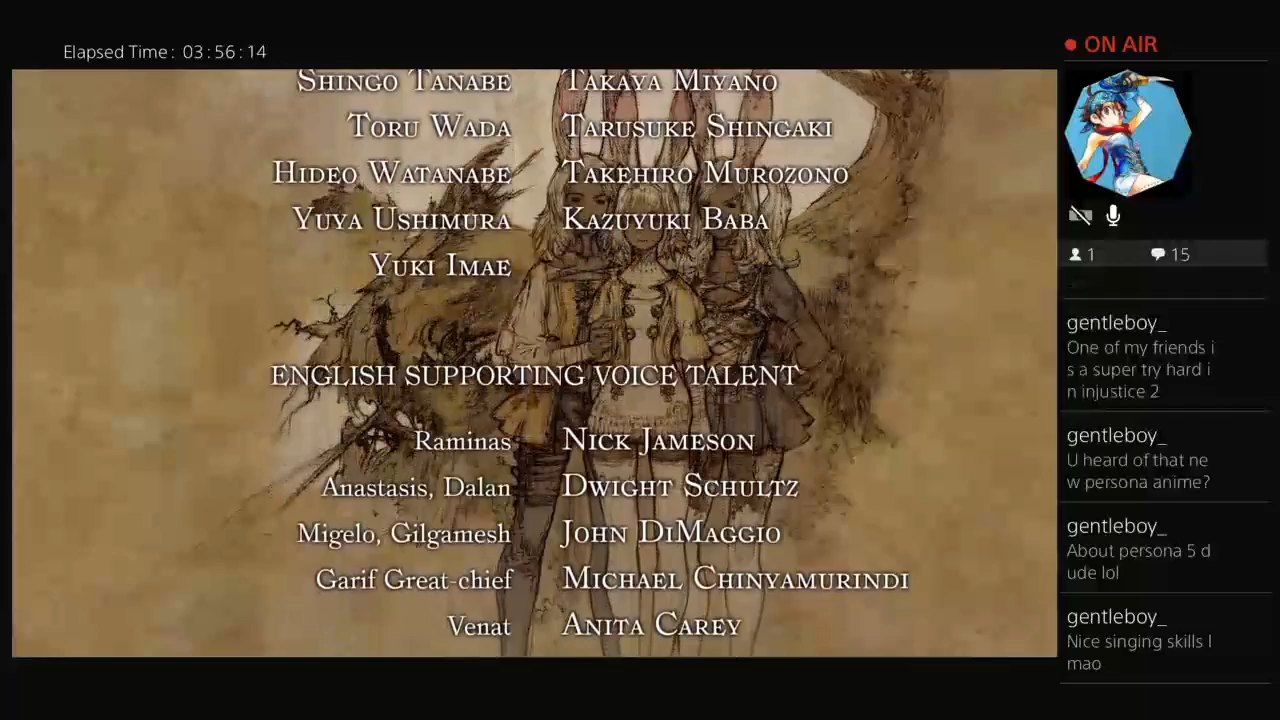 Elapsed Time: 03:56:14
ON AIR
SHINGO TANABE TAKAYA MIYANO
TORU WADA TARUSUKE SHINGAKI
HIDEO WATANABE TAKEHIRO MUROZONO
YUYA USHIMURA KAZUYUKI BABA
YUKI IMAE
ENGLISH SUPPORTING VOICE TALENT
Raminas NICK JAMESON
Anastasis, Dalan DWIGHT SCHULTZ
Migelo, Gilgamesh JOHN DIMAGGIO
Garif Great-chief MICHAEL CHINYAMURINDI
Venat ANITA CAREY
1 15
gentleboy_
One of my friends i
s a super try hard i
n injustice 2
gentleboy_
U heard of that ne
w persona anime?
gentleboy_
About persona 5 d
ude lol
gentleboy_
Nice singing skills l
mao